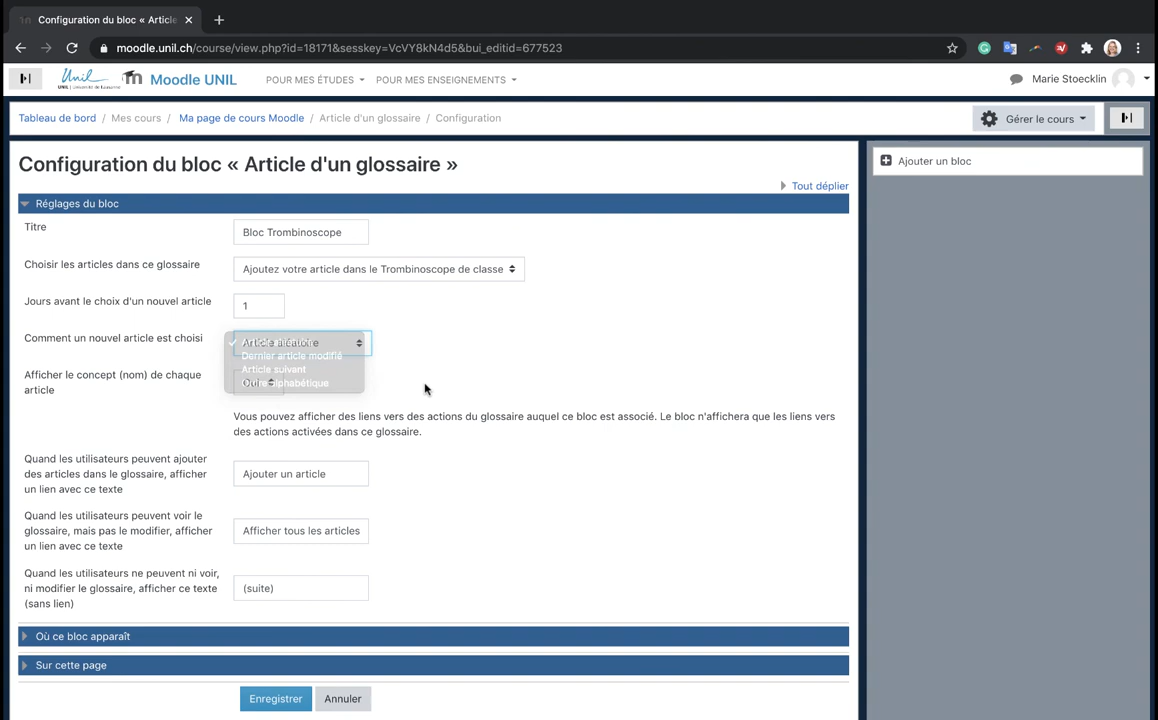 Configuration du bloc « Article
moodle.unil.ch/course/view.php?id=18171&sesskey=VcVY8kN4d5&bui_editid=677523
Unil
UNIL | Université de Lausanne
Moodle UNIL
POUR MES ÉTUDES
POUR MES ENSEIGNEMENTS
Marie Stoecklin
Tableau de bord / Mes cours / Ma page de cours Moodle / Article d'un glossaire / Configuration
Gérer le cours
Configuration du bloc « Article d'un glossaire »
Ajouter un bloc
Tout déplier
Réglages du bloc
Titre
Bloc Trombinoscope
Choisir les articles dans ce glossaire
Ajoutez votre article dans le Trombinoscope de classe
Jours avant le choix d'un nouvel article
1
Comment un nouvel article est choisi
Article aléatoire
Dernier article modifié
Article suivant
Ordre alphabétique
Afficher le concept (nom) de chaque
article
Oui
Vous pouvez afficher des liens vers des actions du glossaire auquel ce bloc est associé. Le bloc n'affichera que les liens vers
des actions activées dans ce glossaire.
Quand les utilisateurs peuvent ajouter
des articles dans le glossaire, afficher
un lien avec ce texte
Ajouter un article
Quand les utilisateurs peuvent voir le
glossaire, mais pas le modifier, afficher
un lien avec ce texte
Afficher tous les articles
Quand les utilisateurs ne peuvent ni voir,
ni modifier le glossaire, afficher ce texte
(sans lien)
(suite)
Où ce bloc apparaît
Sur cette page
Enregistrer
Annuler